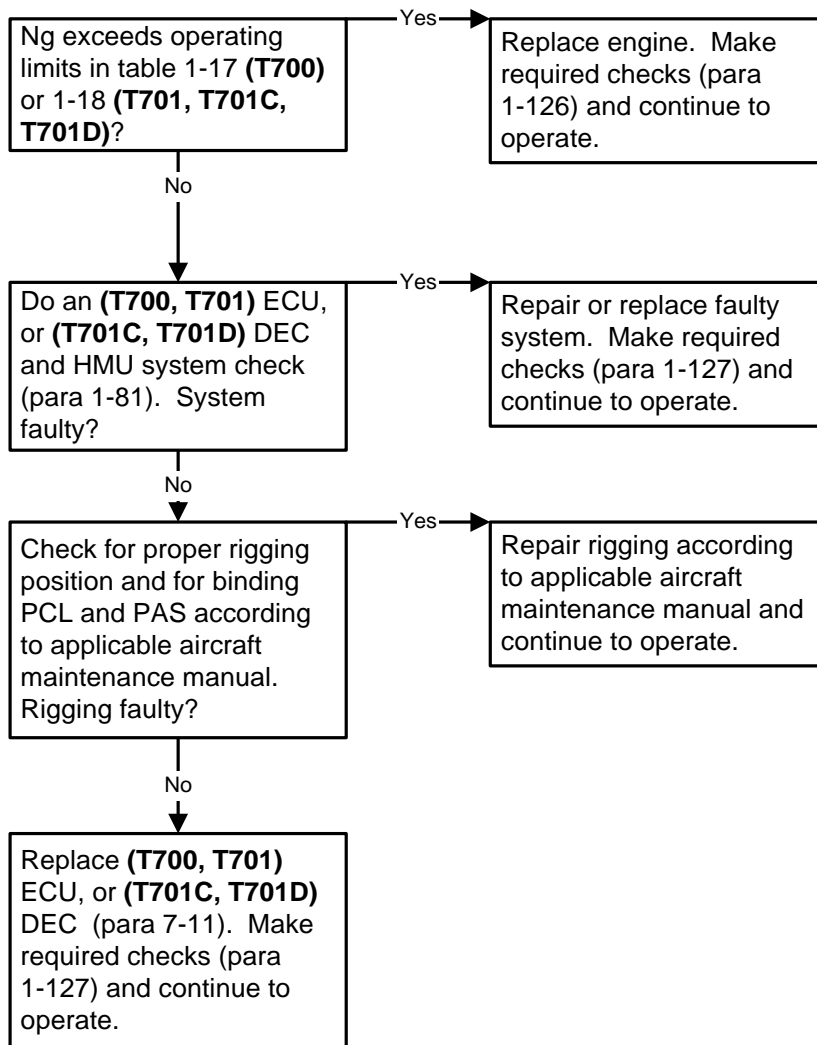 Ng exceeds operating
limits in table 1-17 (T700)
or 1-18 (T701, T701C,
T701D)?
Yes
Replace engine.  Make
required checks (para
1-126) and continue to
operate.
No
Do an (T700, T701) ECU,
or (T701C, T701D) DEC
and HMU system check
(para 1-81).  System
faulty?
Yes
Repair or replace faulty
system.  Make required
checks (para 1-127) and
continue to operate.
No
Check for proper rigging
position and for binding
PCL and PAS according
to applicable aircraft
maintenance manual.
Rigging faulty?
Yes
Repair rigging according
to applicable aircraft
maintenance manual and
continue to operate.
No
Replace (T700, T701)
ECU, or (T701C, T701D)
DEC  (para 7-11).  Make
required checks (para
1-127) and continue to
operate.